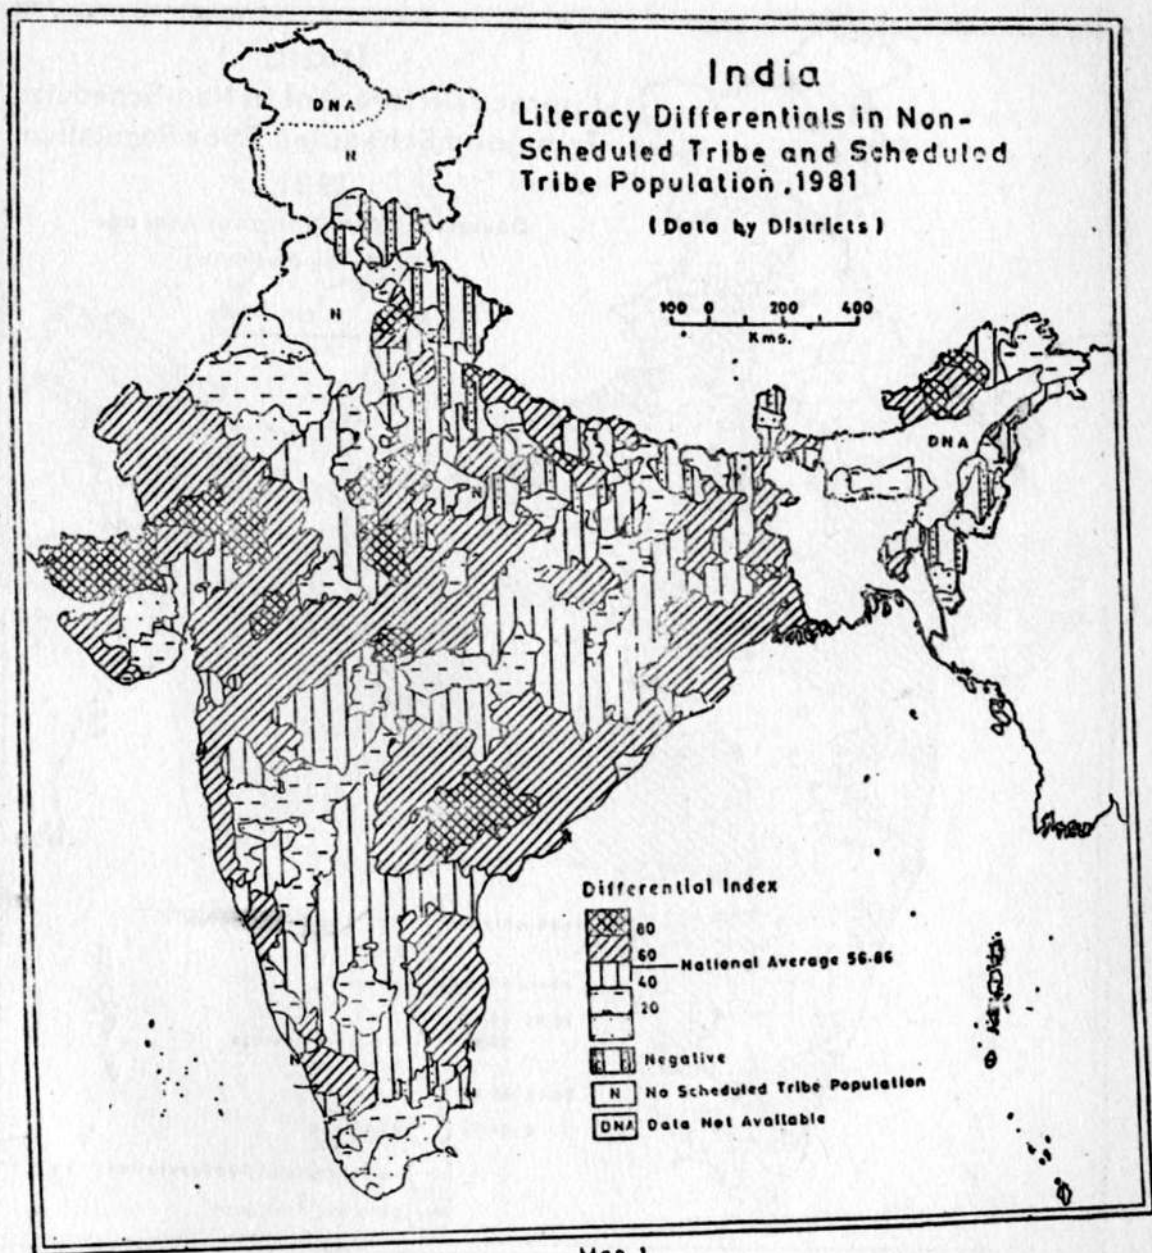 India
Literacy Differentials in Non-
Scheduled Tribe and Scheduled
Tribe Population, 1981
(Data by Districts)
100 0 200 400
Kms.
DNA
N
N
DNA
N
N
N
N
Differential Index
80
60
National Average 56.86
40
20
Negative
N No Scheduled Tribe Population
DNA Data Not Available
Map 1